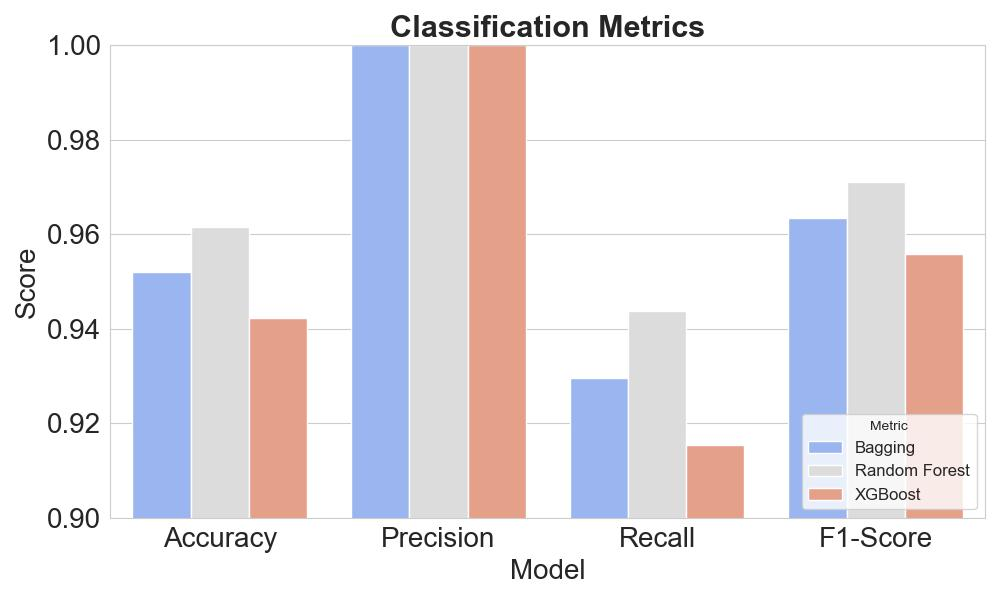 Classification Metrics
Score
1.00
0.98
0.96
0.94
0.92
0.90
Accuracy
Precision
Recall
F1-Score
Model
Metric
Bagging
Random Forest
XGBoost